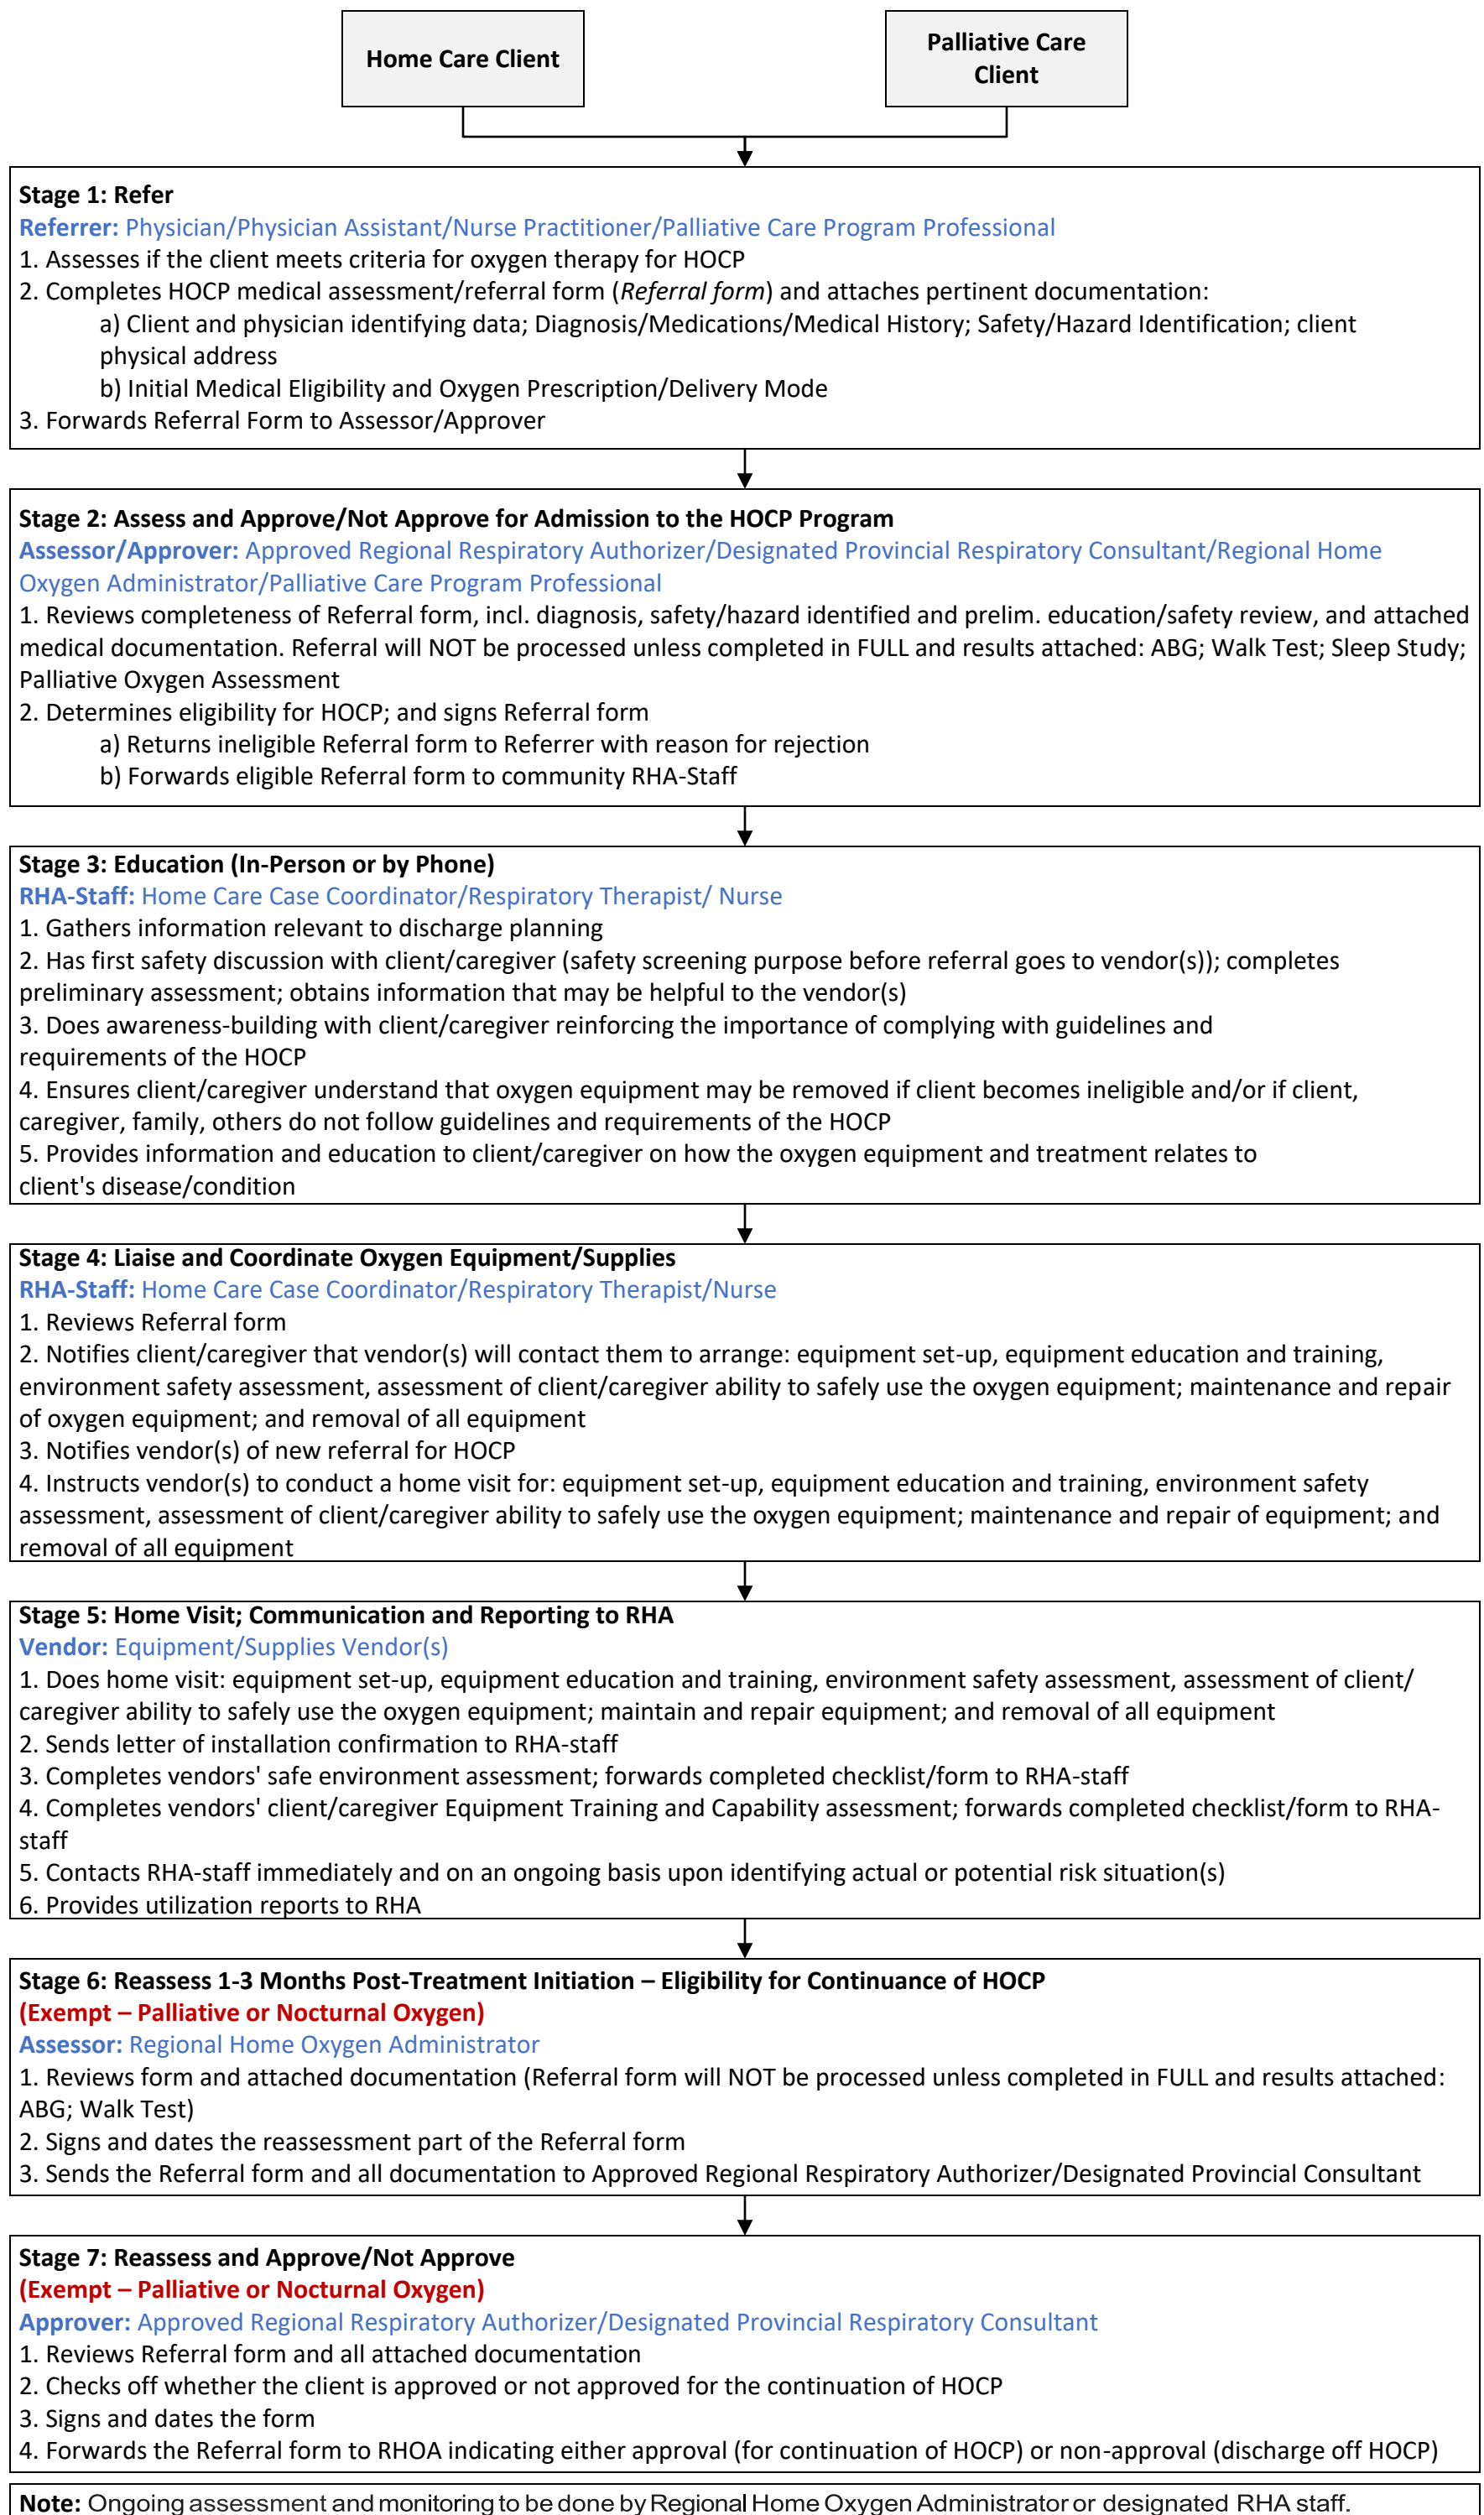 Home Care Client
Palliative Care
Client
Stage 1: Refer
Referrer: Physician/Physician Assistant/Nurse Practitioner/Palliative Care Program Professional
1. Assesses if the client meets criteria for oxygen therapy for HOCP
2. Completes HOCP medical assessment/referral form (Referral form) and attaches pertinent documentation:
a) Client and physician identifying data; Diagnosis/Medications/Medical History; Safety/Hazard Identification; client
physical address
b) Initial Medical Eligibility and Oxygen Prescription/Delivery Mode
3. Forwards Referral Form to Assessor/Approver
Stage 2: Assess and Approve/Not Approve for Admission to the HOCP Program
Assessor/Approver: Approved Regional Respiratory Authorizer/Designated Provincial Respiratory Consultant/Regional Home
Oxygen Administrator/Palliative Care Program Professional
1. Reviews completeness of Referral form, incl. diagnosis, safety/hazard identified and prelim. education/safety review, and attached
medical documentation. Referral will NOT be processed unless completed in FULL and results attached: ABG; Walk Test; Sleep Study;
Palliative Oxygen Assessment
2. Determines eligibility for HOCP; and signs Referral form
a) Returns ineligible Referral form to Referrer with reason for rejection
b) Forwards eligible Referral form to community RHA-Staff
Stage 3: Education (In-Person or by Phone)
RHA-Staff: Home Care Case Coordinator/Respiratory Therapist/ Nurse
1. Gathers information relevant to discharge planning
2. Has first safety discussion with client/caregiver (safety screening purpose before referral goes to vendor(s)); completes
preliminary assessment; obtains information that may be helpful to the vendor(s)
3. Does awareness-building with client/caregiver reinforcing the importance of complying with guidelines and
requirements of the HOCP
4. Ensures client/caregiver understand that oxygen equipment may be removed if client becomes ineligible and/or if client,
caregiver, family, others do not follow guidelines and requirements of the HOCP
5. Provides information and education to client/caregiver on how the oxygen equipment and treatment relates to
client's disease/condition
Stage 4: Liaise and Coordinate Oxygen Equipment/Supplies
RHA-Staff: Home Care Case Coordinator/Respiratory Therapist/Nurse
1. Reviews Referral form
2. Notifies client/caregiver that vendor(s) will contact them to arrange: equipment set-up, equipment education and training,
environment safety assessment, assessment of client/caregiver ability to safely use the oxygen equipment; maintenance and repair
of oxygen equipment; and removal of all equipment
3. Notifies vendor(s) of new referral for HOCP
4. Instructs vendor(s) to conduct a home visit for: equipment set-up, equipment education and training, environment safety
assessment, assessment of client/caregiver ability to safely use the oxygen equipment; maintenance and repair of equipment; and
removal of all equipment
Stage 5: Home Visit; Communication and Reporting to RHA
Vendor: Equipment/Supplies Vendor(s)
1. Does home visit: equipment set-up, equipment education and training, environment safety assessment, assessment of client/
caregiver ability to safely use the oxygen equipment; maintain and repair equipment; and removal of all equipment
2. Sends letter of installation confirmation to RHA-staff
3. Completes vendors' safe environment assessment; forwards completed checklist/form to RHA-staff
4. Completes vendors' client/caregiver Equipment Training and Capability assessment; forwards completed checklist/form to RHA-
staff
5. Contacts RHA-staff immediately and on an ongoing basis upon identifying actual or potential risk situation(s)
6. Provides utilization reports to RHA
Stage 6: Reassess 1-3 Months Post-Treatment Initiation – Eligibility for Continuance of HOCP
(Exempt – Palliative or Nocturnal Oxygen)
Assessor: Regional Home Oxygen Administrator
1. Reviews form and attached documentation (Referral form will NOT be processed unless completed in FULL and results attached:
ABG; Walk Test)
2. Signs and dates the reassessment part of the Referral form
3. Sends the Referral form and all documentation to Approved Regional Respiratory Authorizer/Designated Provincial Consultant
Stage 7: Reassess and Approve/Not Approve
(Exempt – Palliative or Nocturnal Oxygen)
Approver: Approved Regional Respiratory Authorizer/Designated Provincial Respiratory Consultant
1. Reviews Referral form and all attached documentation
2. Checks off whether the client is approved or not approved for the continuation of HOCP
3. Signs and dates the form
4. Forwards the Referral form to RHOA indicating either approval (for continuation of HOCP) or non-approval (discharge off HOCP)
Note: Ongoing assessment and monitoring to be done by Regional Home Oxygen Administrator or designated RHA staff.